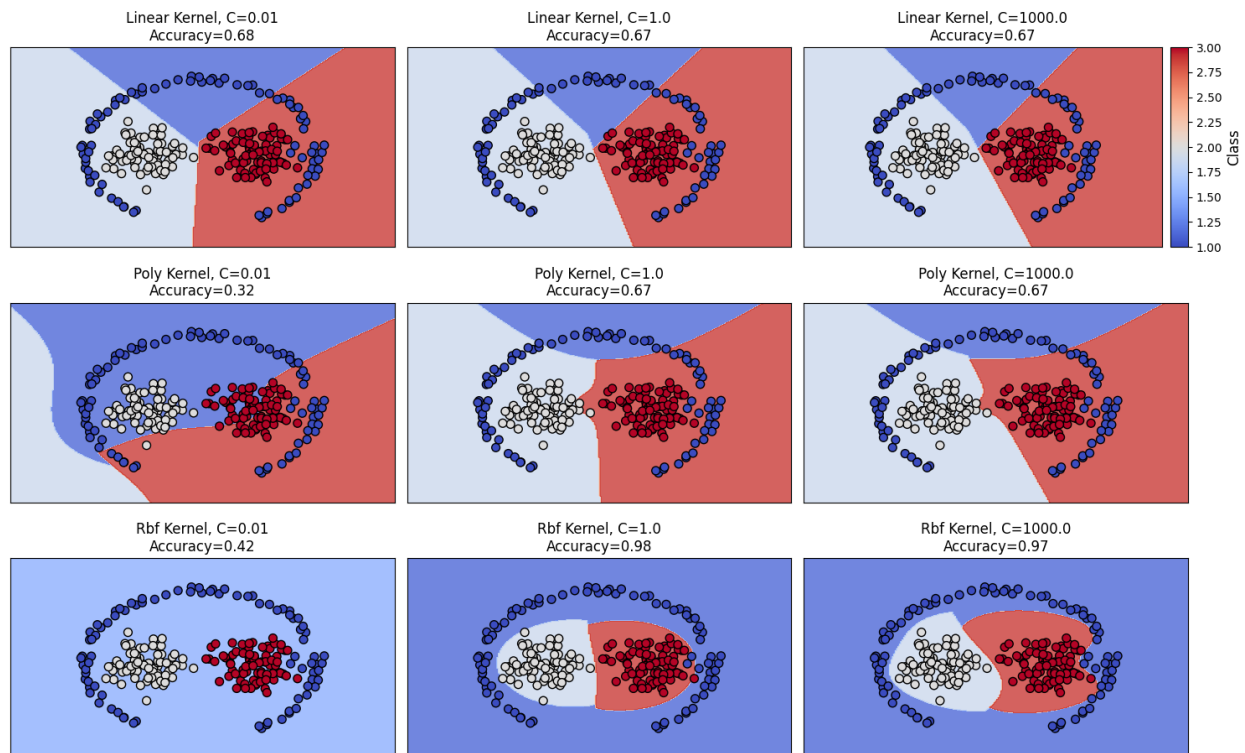 Linear Kernel, C=0.01
Accuracy=0.68
Linear Kernel, C=1.0
Accuracy=0.67
Linear Kernel, C=1000.0
Accuracy=0.67
3.00
2.75
2.50
2.25
2.00
1.75
1.50
1.25
1.00
Class
Poly Kernel, C=0.01
Accuracy=0.32
Poly Kernel, C=1.0
Accuracy=0.67
Poly Kernel, C=1000.0
Accuracy=0.67
Rbf Kernel, C=0.01
Accuracy=0.42
Rbf Kernel, C=1.0
Accuracy=0.98
Rbf Kernel, C=1000.0
Accuracy=0.97